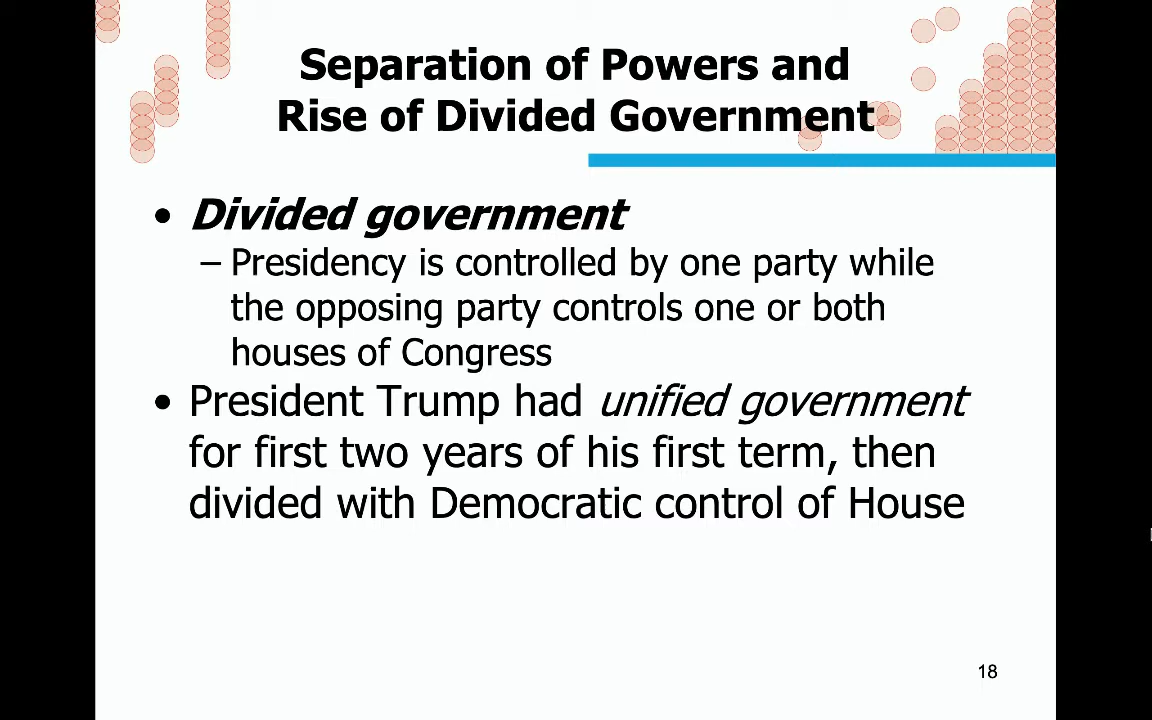 Separation of Powers and
Rise of Divided Government
• Divided government
– Presidency is controlled by one party while
the opposing party controls one or both
houses of Congress
• President Trump had unified government
for first two years of his first term, then
divided with Democratic control of House
18